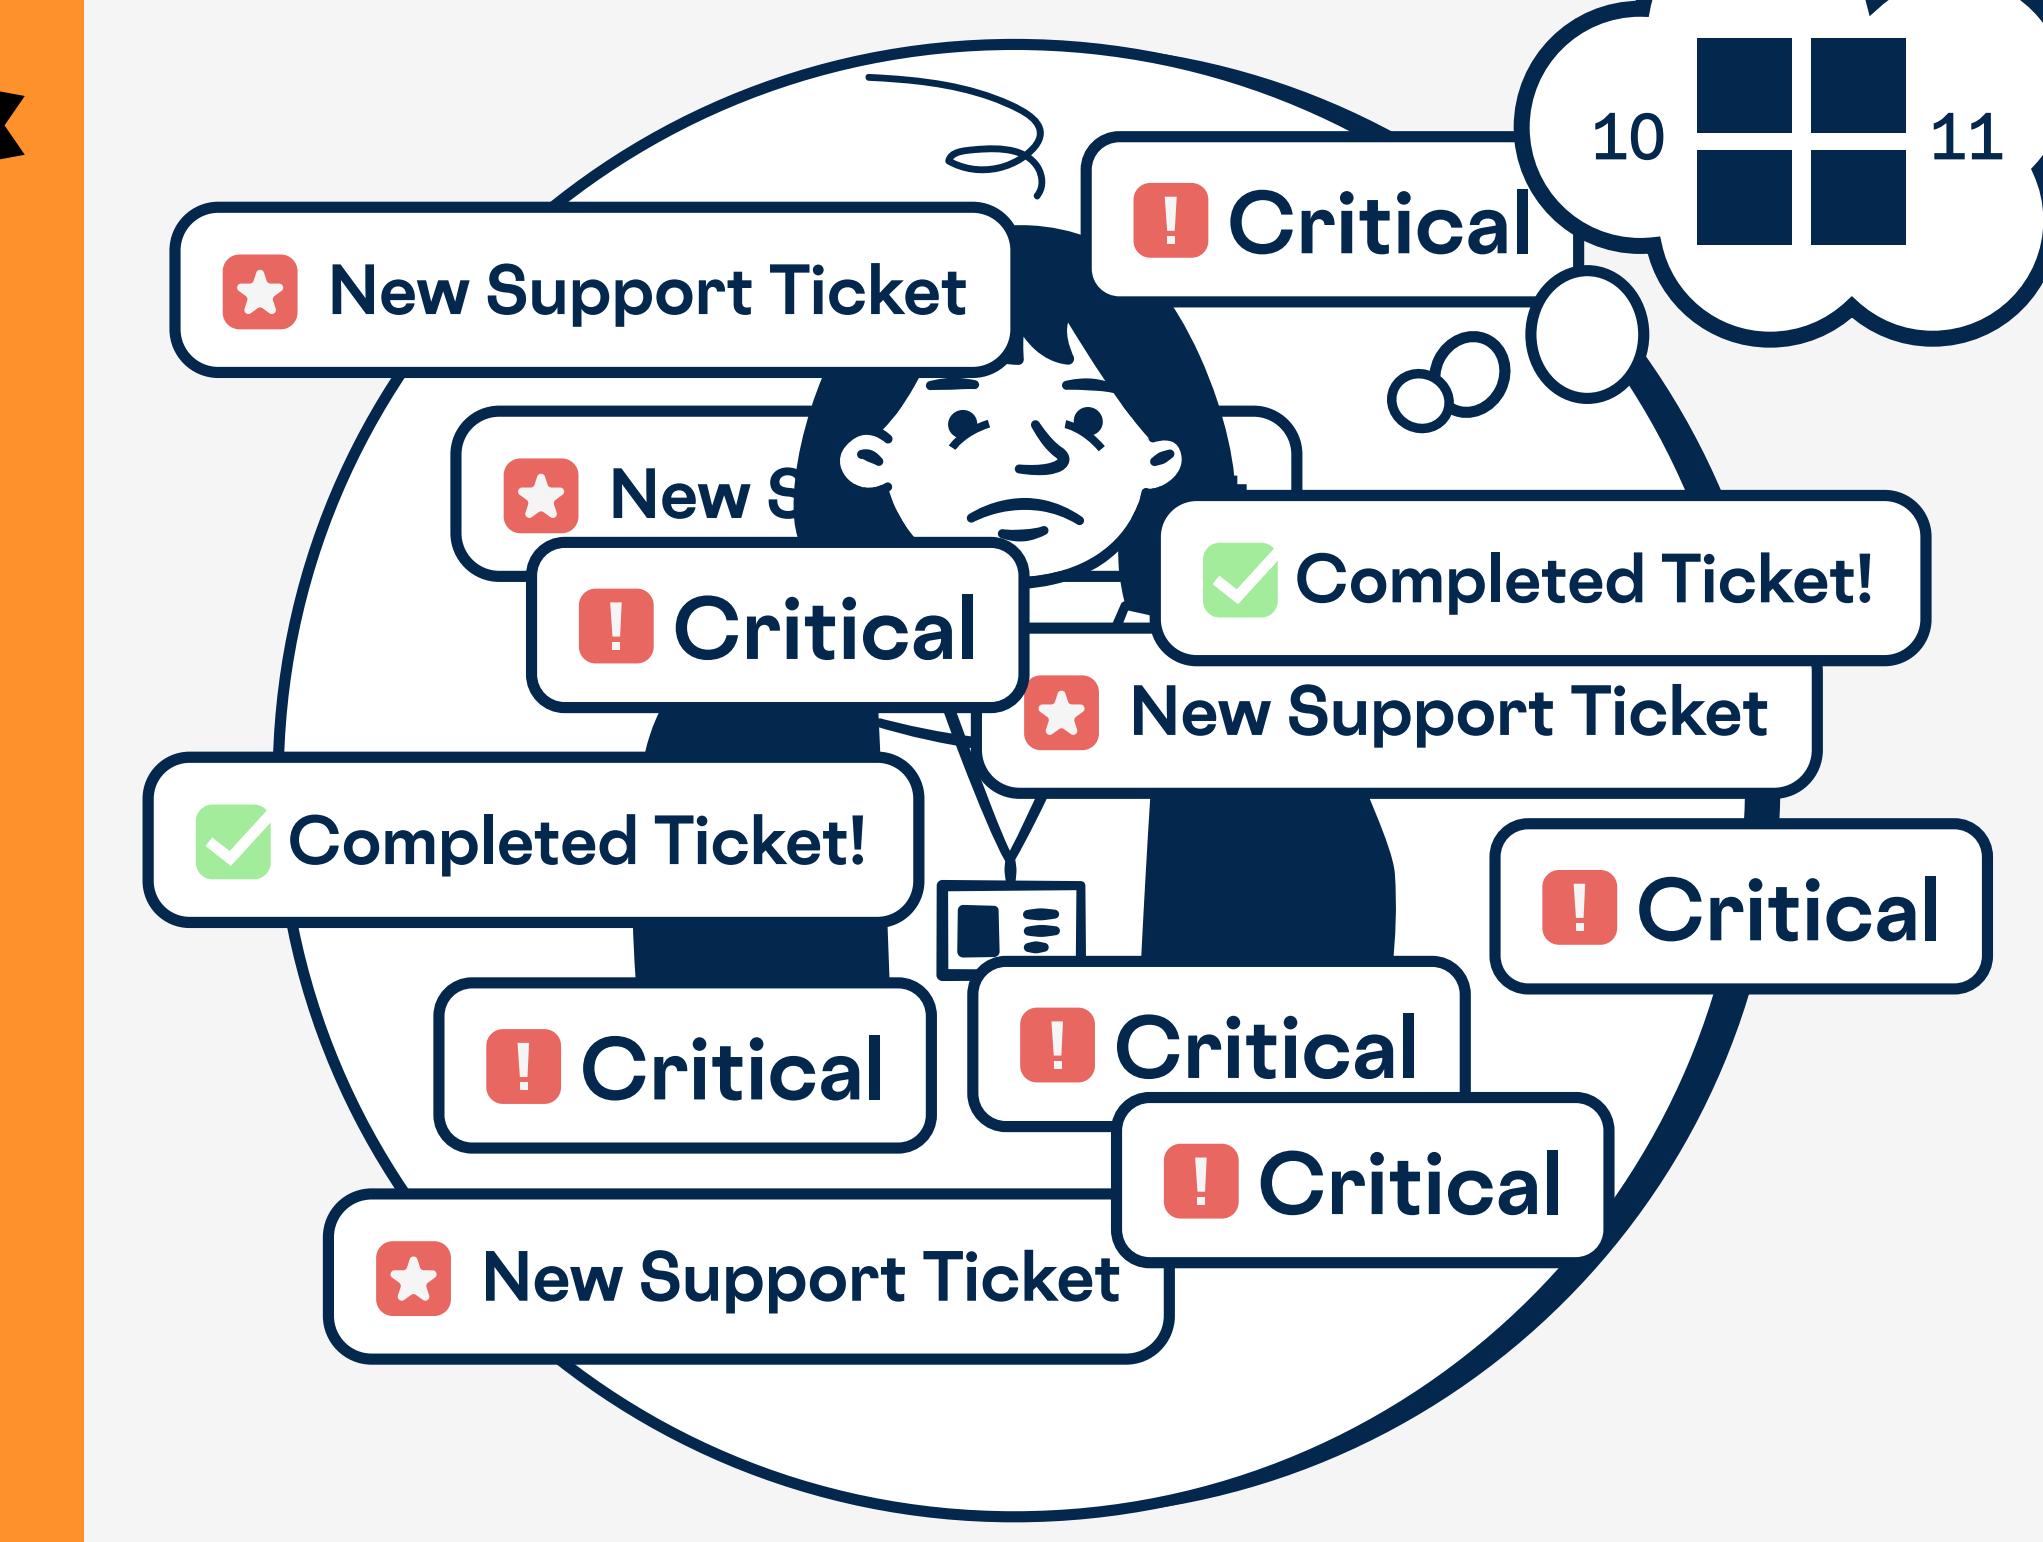 10
11
Critical
New Support Ticket
New
Completed Ticket!
Critical
New Support Ticket
Completed Ticket!
Critical
Critical
Critical
Critical
New Support Ticket